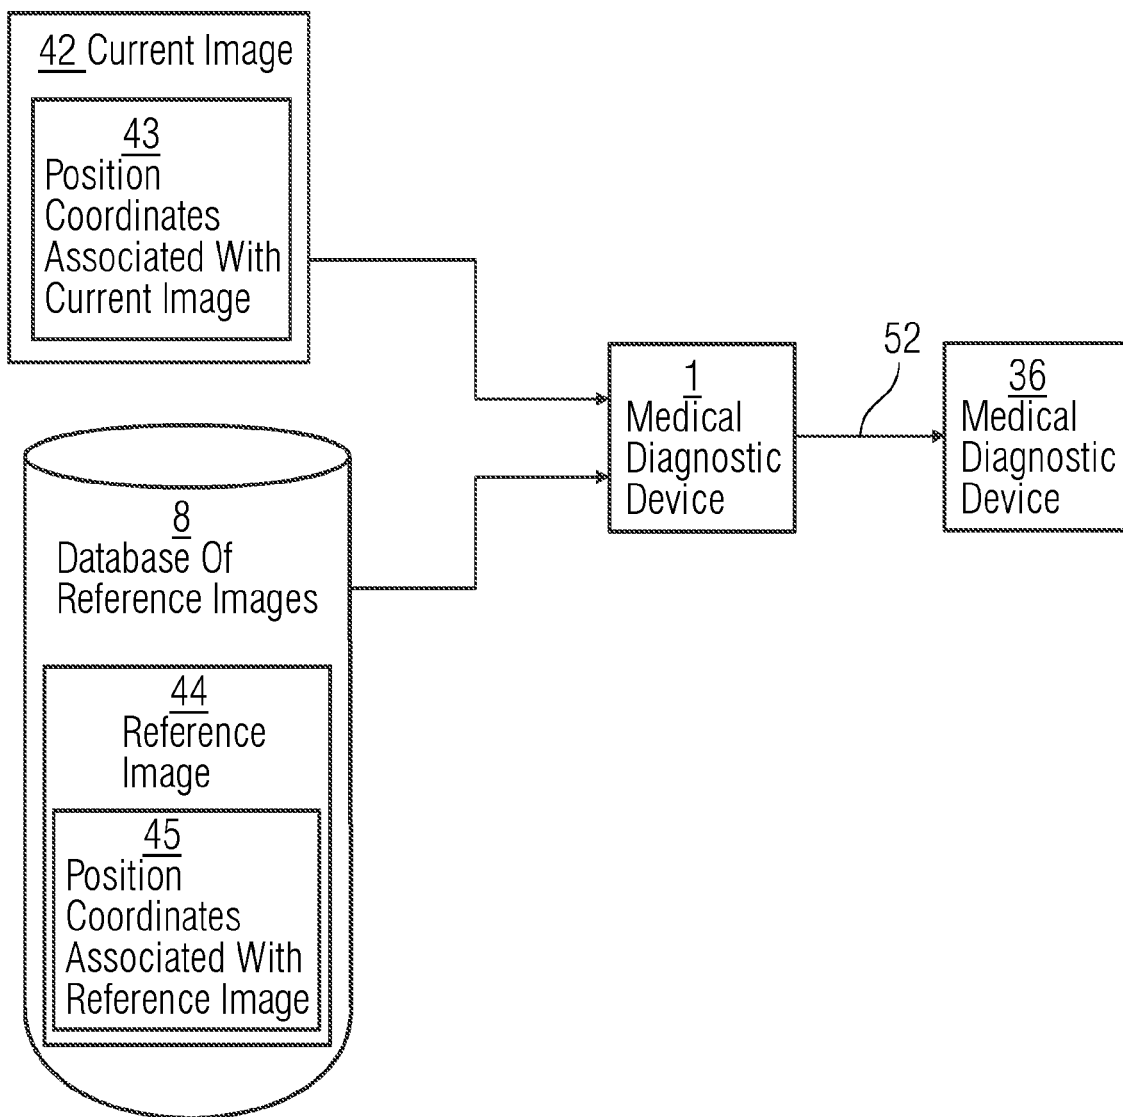 42 Current Image
43
Position
Coordinates
Associated With
Current Image
8
Database Of
Reference Images
44
Reference
Image
45
Position
Coordinates
Associated With
Reference Image
1
Medical
Diagnostic
Device
52
36
Medical
Diagnostic
Device